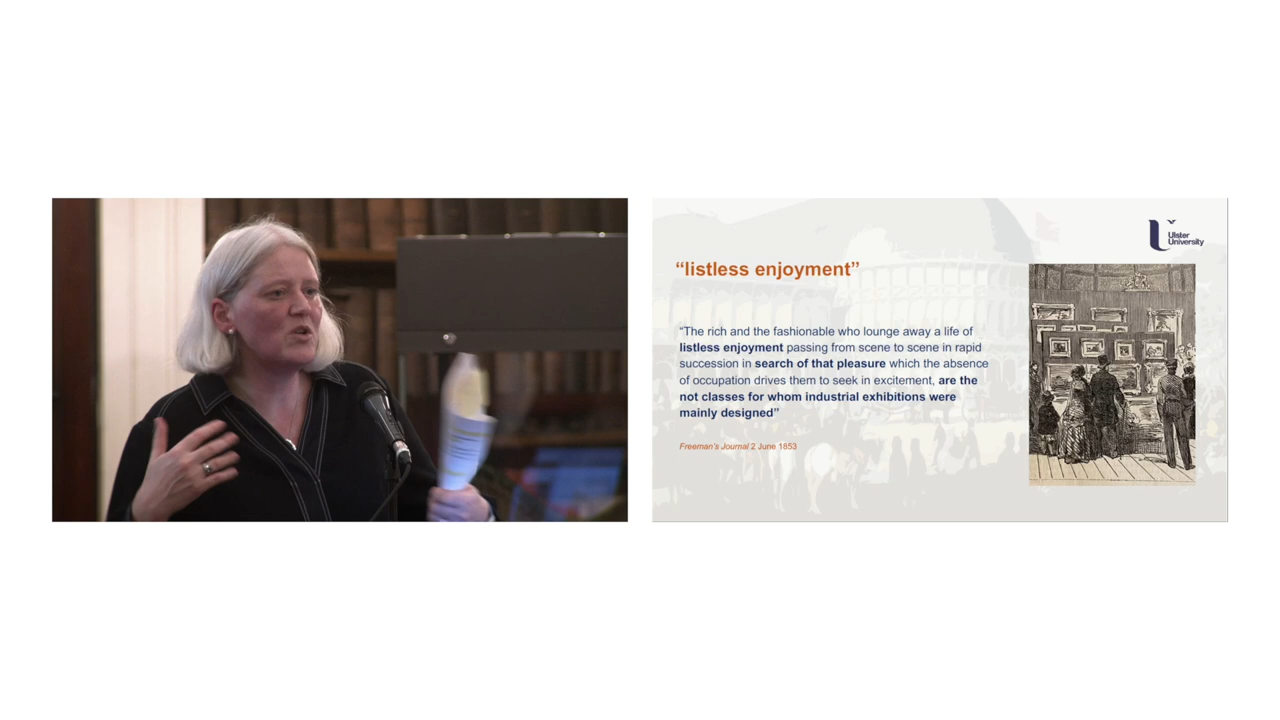 Ulster
University
“listless enjoyment”
“The rich and the fashionable who lounge away a life of
listless enjoyment passing from scene to scene in rapid
succession in search of that pleasure which the absence
of occupation drives them to seek in excitement, are the
not classes for whom industrial exhibitions were
mainly designed”
Freeman’s Journal 2 June 1853